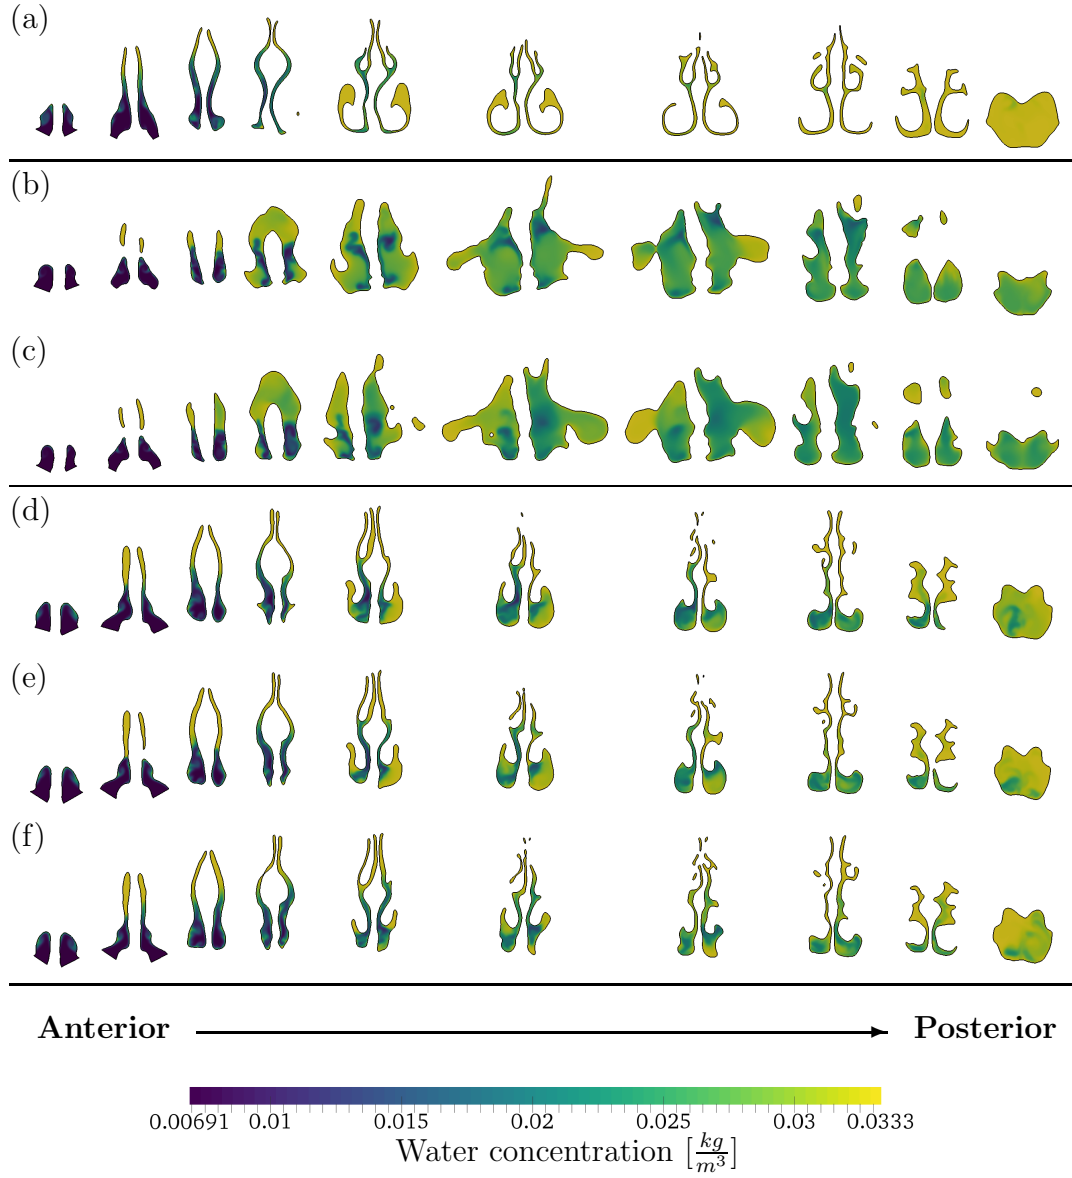 (a)
(b)
(c)
(d)
(e)
(f)
Anterior Posterior
0.00691 0.01 0.015 0.02 0.025 0.03 0.0333
Water concentration [kg/m³]